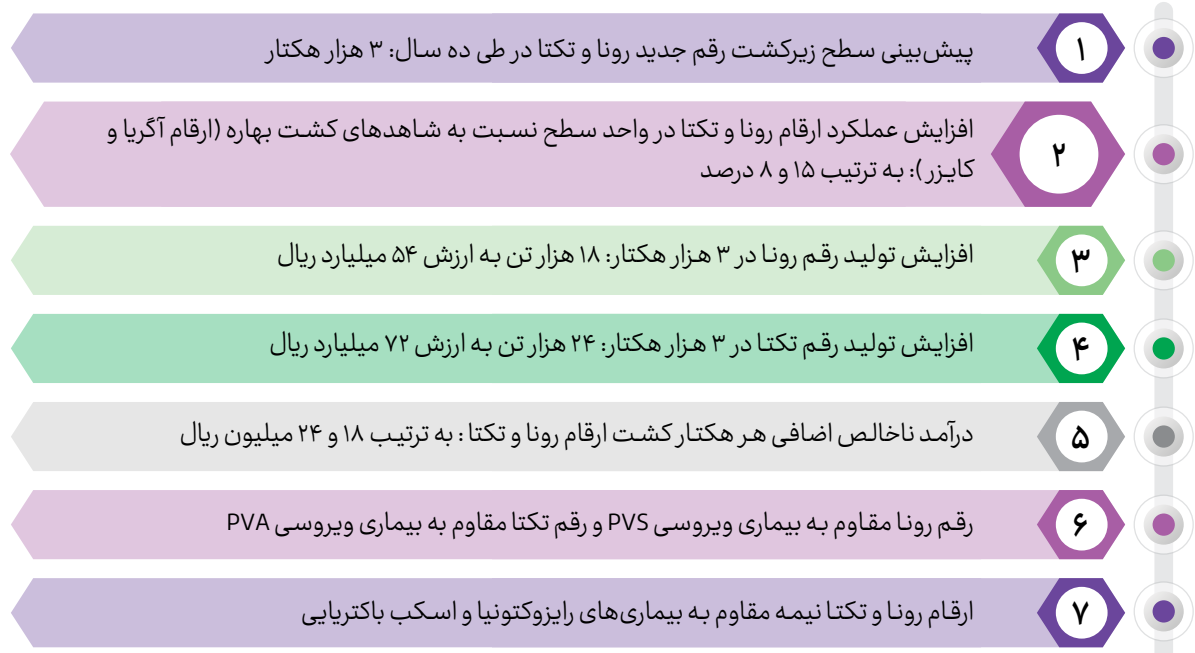 ۱
پیش‌بینی سطح زیرکشت رقم جدید رونا و تکتا در طی ده سال: ۳ هزار هکتار
۲
افزایش عملکرد ارقام رونا و تکتا در واحد سطح نسبت به شاهدهای کشت بهاره (ارقام آگریا و
کایزر): به ترتیب ۱۵ و ۸ درصد
۳
افزایش تولید رقم رونا در ۳ هزار هکتار: ۱۸ هزار تن به ارزش ۵۴ میلیارد ریال
۴
افزایش تولید رقم تکتا در ۳ هزار هکتار: ۲۴ هزار تن به ارزش ۷۲ میلیارد ریال
۵
درآمد ناخالص اضافی هر هکتار کشت ارقام رونا و تکتا : به ترتیب ۱۸ و ۲۴ میلیون ریال
۶
رقم رونا مقاوم به بیماری ویروسی PVS و رقم تکتا مقاوم به بیماری ویروسی PVA
۷
ارقام رونا و تکتا نیمه مقاوم به بیماری‌های رایزوکتونیا و اسکب باکتریایی